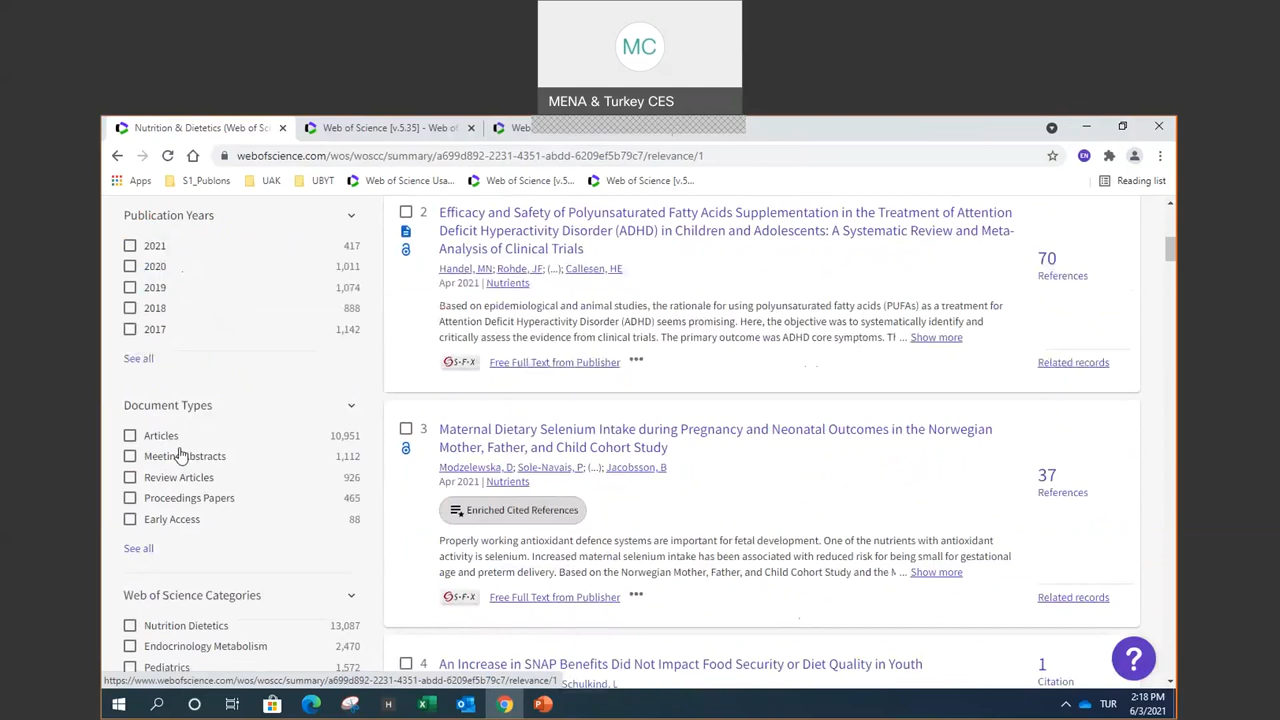 MC
MENA & Turkey CES
Nutrition & Dietetics (Web of Sc
Web of Science [v.5.35] - Web of
Web
webofscience.com/wos/woscc/summary/a699d892-2231-4351-abdd-6209ef5b79c7/relevance/1
EN
Apps
S1_Publons
UAK
UBYT
Web of Science Usa...
Web of Science [v.5...
Web of Science [v.5...
Reading list
Publication Years
2021 417
2020 1,011
2019 1,074
2018 888
2017 1,142
See all
Document Types
Articles 10,951
Meeting Abstracts 1,112
Review Articles 926
Proceedings Papers 465
Early Access 88
See all
Web of Science Categories
Nutrition Dietetics 13,087
Endocrinology Metabolism 2,470
Pediatrics 1,572
2 Efficacy and Safety of Polyunsaturated Fatty Acids Supplementation in the Treatment of Attention
Deficit Hyperactivity Disorder (ADHD) in Children and Adolescents: A Systematic Review and Meta-
Analysis of Clinical Trials
Handel, MN; Rohde, JF; (...); Callesen, HE
Apr 2021 | Nutrients
Based on epidemiological and animal studies, the rationale for using polyunsaturated fatty acids (PUFAs) as a treatment for
Attention Deficit Hyperactivity Disorder (ADHD) seems promising. Here, the objective was to systematically identify and
critically assess the evidence from clinical trials. The primary outcome was ADHD core symptoms. Tl ... Show more
S·F·X Free Full Text from Publisher •••
70
References
Related records
3 Maternal Dietary Selenium Intake during Pregnancy and Neonatal Outcomes in the Norwegian
Mother, Father, and Child Cohort Study
Modzelewska, D; Sole-Navais, P; (...); Jacobsson, B
Apr 2021 | Nutrients
Enriched Cited References
Properly working antioxidant defence systems are important for fetal development. One of the nutrients with antioxidant
activity is selenium. Increased maternal selenium intake has been associated with reduced risk for being small for gestational
age and preterm delivery. Based on the Norwegian Mother, Father, and Child Cohort Study and the M ... Show more
S·F·X Free Full Text from Publisher •••
37
References
Related records
4 An Increase in SNAP Benefits Did Not Impact Food Security or Diet Quality in Youth
Schulkind, L
1
Citation
?
https://www.webofscience.com/wos/woscc/summary/a699d892-2231-4351-abdd-6209ef5b79c7/relevance/1
TUR
2:18 PM
6/3/2021